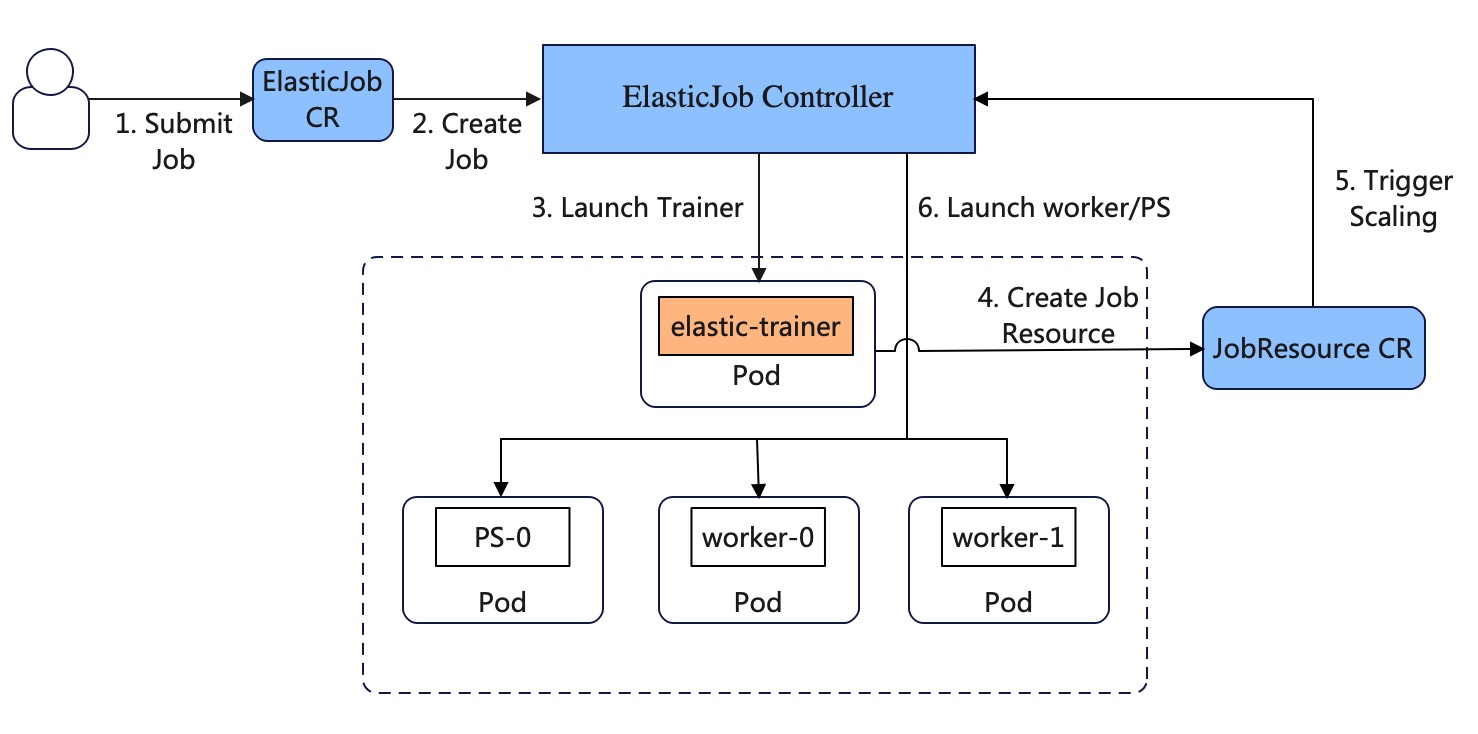 ElasticJob
CR
ElasticJob Controller
1. Submit
Job
2. Create
Job
3. Launch Trainer
6. Launch worker/PS
5. Trigger
Scaling
elastic-trainer
Pod
4. Create Job
Resource
JobResource CR
PS-0
Pod
worker-0
Pod
worker-1
Pod